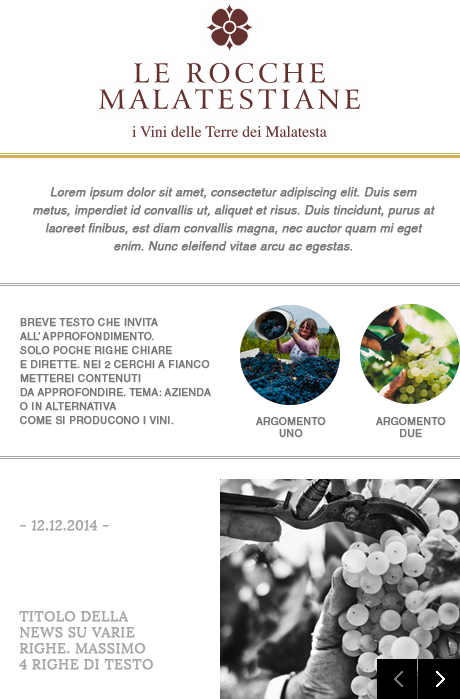 LE ROCCHE
MALATESTIANE
i Vini delle Terre dei Malatesta
Lorem ipsum dolor sit amet, consectetur adipiscing elit. Duis sem
metus, imperdiet id convallis ut, aliquet et risus. Duis tincidunt, purus at
laoreet finibus, est diam convallis magna, nec auctor quam mi eget
enim. Nunc eleifend vitae arcu ac egestas.
BREVE TESTO CHE INVITA
ALL'APPROFONDIMENTO.
SOLO POCHE RIGHE CHIARE
E DIRETTE. NEI 2 CERCHI A FIANCO
METTEREI CONTENUTI
DA APPROFONDIRE. TEMA: AZIENDA
O IN ALTERNATIVA
COME SI PRODUCONO I VINI.
ARGOMENTO
UNO
ARGOMENTO
DUE
– 12.12.2014 –
TITOLO DELLA
NEWS SU VARIE
RIGHE. MASSIMO
4 RIGHE DI TESTO